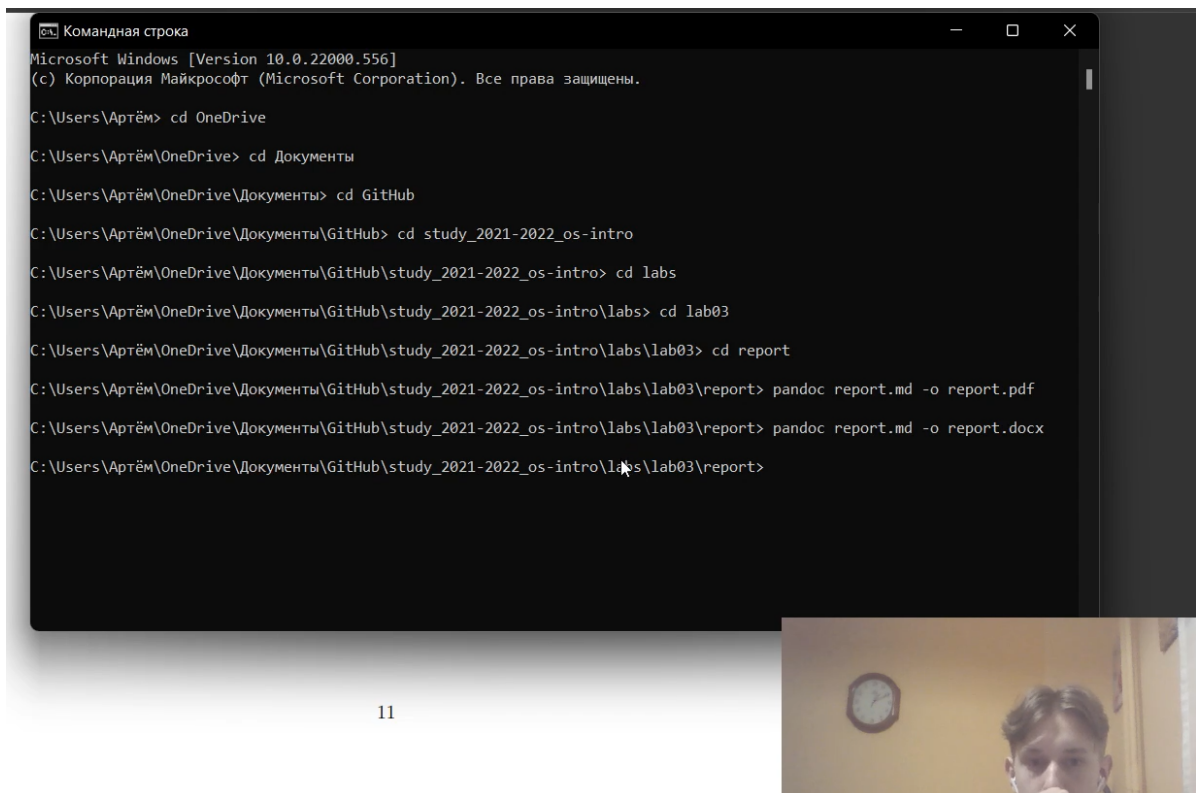 Командная строка
Microsoft Windows [Version 10.0.22000.556]
(c) Корпорация Майкрософт (Microsoft Corporation). Все права защищены.
C:\Users\Артём> cd OneDrive
C:\Users\Артём\OneDrive> cd Документы
C:\Users\Артём\OneDrive\Документы> cd GitHub
C:\Users\Артём\OneDrive\Документы\GitHub> cd study_2021-2022_os-intro
C:\Users\Артём\OneDrive\Документы\GitHub\study_2021-2022_os-intro> cd labs
C:\Users\Артём\OneDrive\Документы\GitHub\study_2021-2022_os-intro\labs> cd lab03
C:\Users\Артём\OneDrive\Документы\GitHub\study_2021-2022_os-intro\labs\lab03> cd report
C:\Users\Артём\OneDrive\Документы\GitHub\study_2021-2022_os-intro\labs\lab03\report> pandoc report.md -o report.pdf
C:\Users\Артём\OneDrive\Документы\GitHub\study_2021-2022_os-intro\labs\lab03\report> pandoc report.md -o report.docx
C:\Users\Артём\OneDrive\Документы\GitHub\study_2021-2022_os-intro\labs\lab03\report>
11